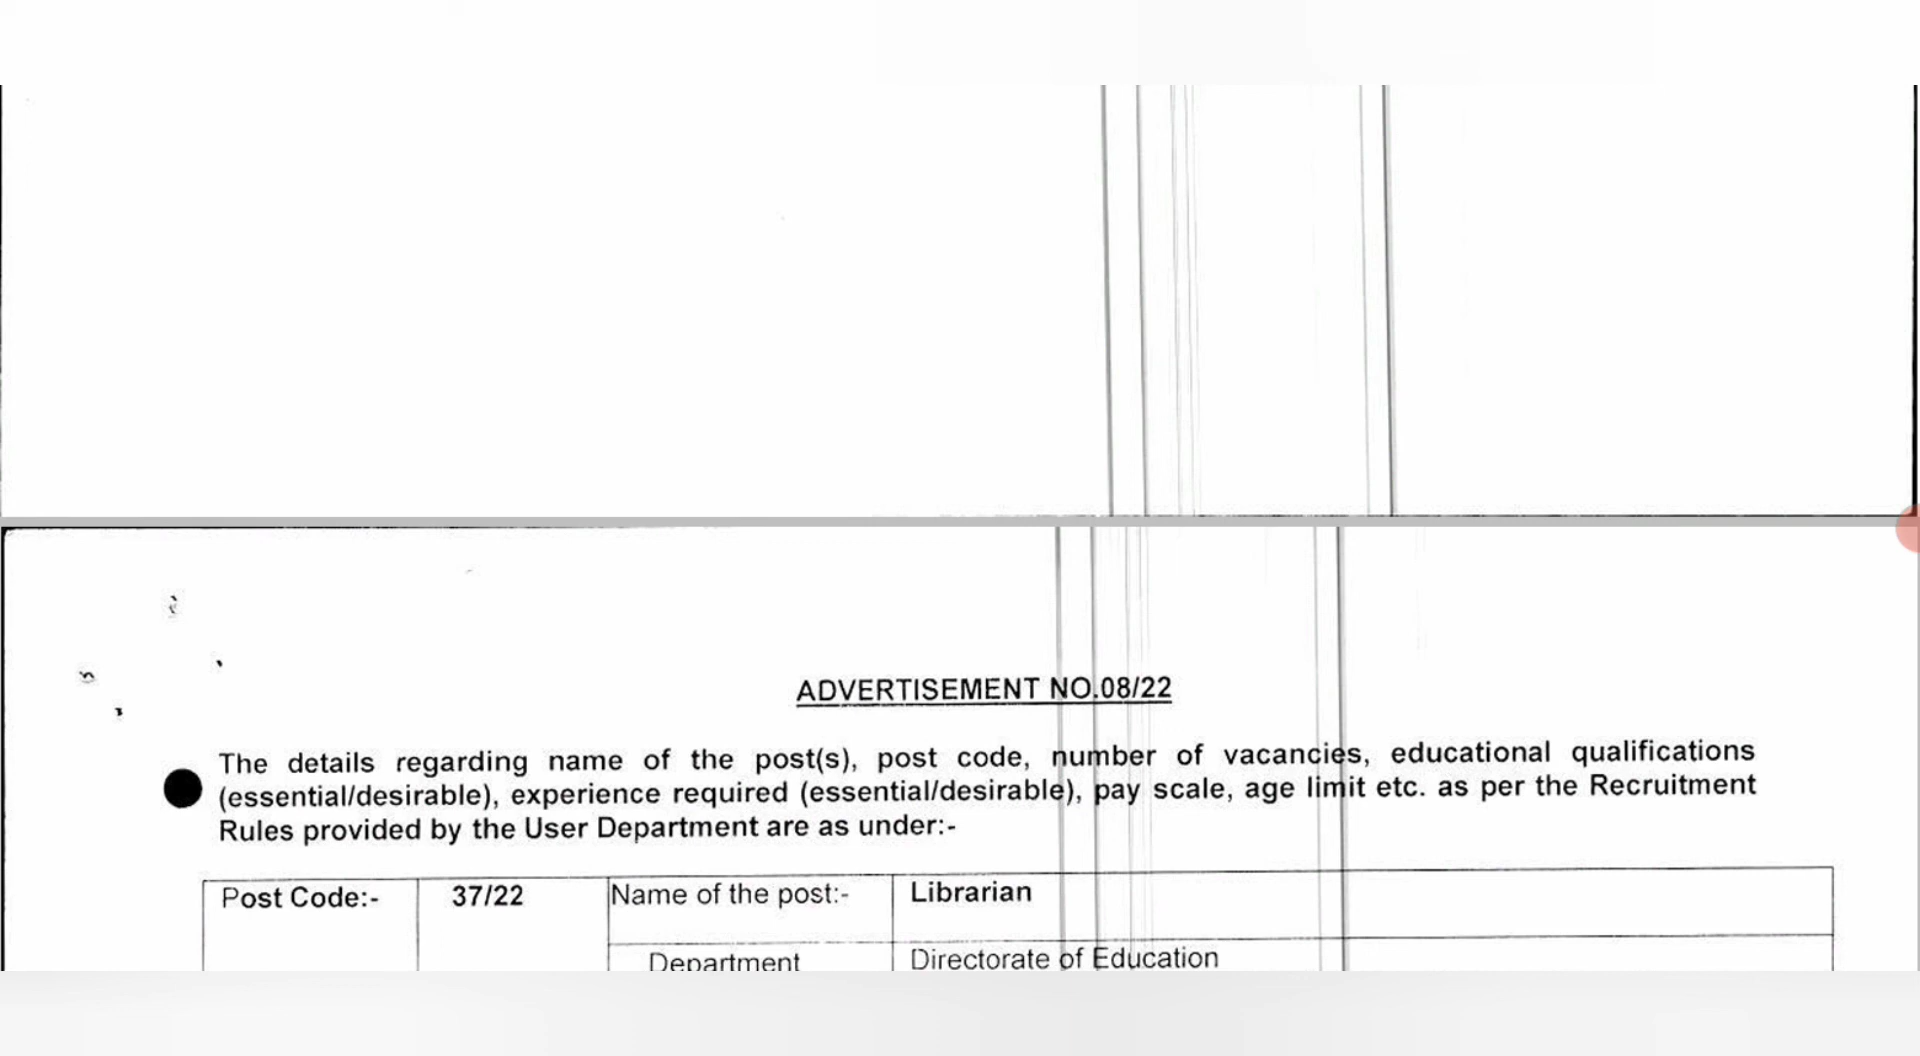 ADVERTISEMENT NO.08/22
The details regarding name of the post(s), post code, number of vacancies, educational qualifications
(essential/desirable), experience required (essential/desirable), pay scale, age limit etc. as per the Recruitment
Rules provided by the User Department are as under:-
Post Code:- 37/22 Name of the post:- Librarian
Department Directorate of Education